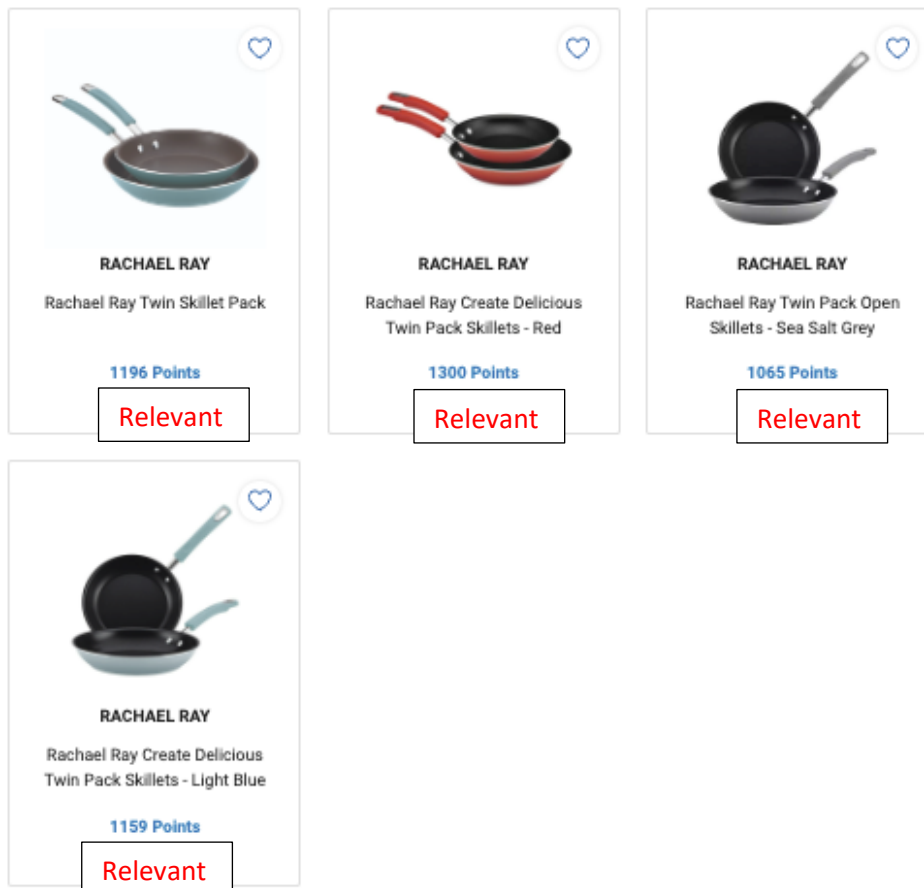 RACHAEL RAY
Rachael Ray Twin Skillet Pack
1196 Points
Relevant
RACHAEL RAY
Rachael Ray Create Delicious
Twin Pack Skillets - Red
1300 Points
Relevant
RACHAEL RAY
Rachael Ray Twin Pack Open
Skillets - Sea Salt Grey
1065 Points
Relevant
RACHAEL RAY
Rachael Ray Create Delicious
Twin Pack Skillets - Light Blue
1159 Points
Relevant